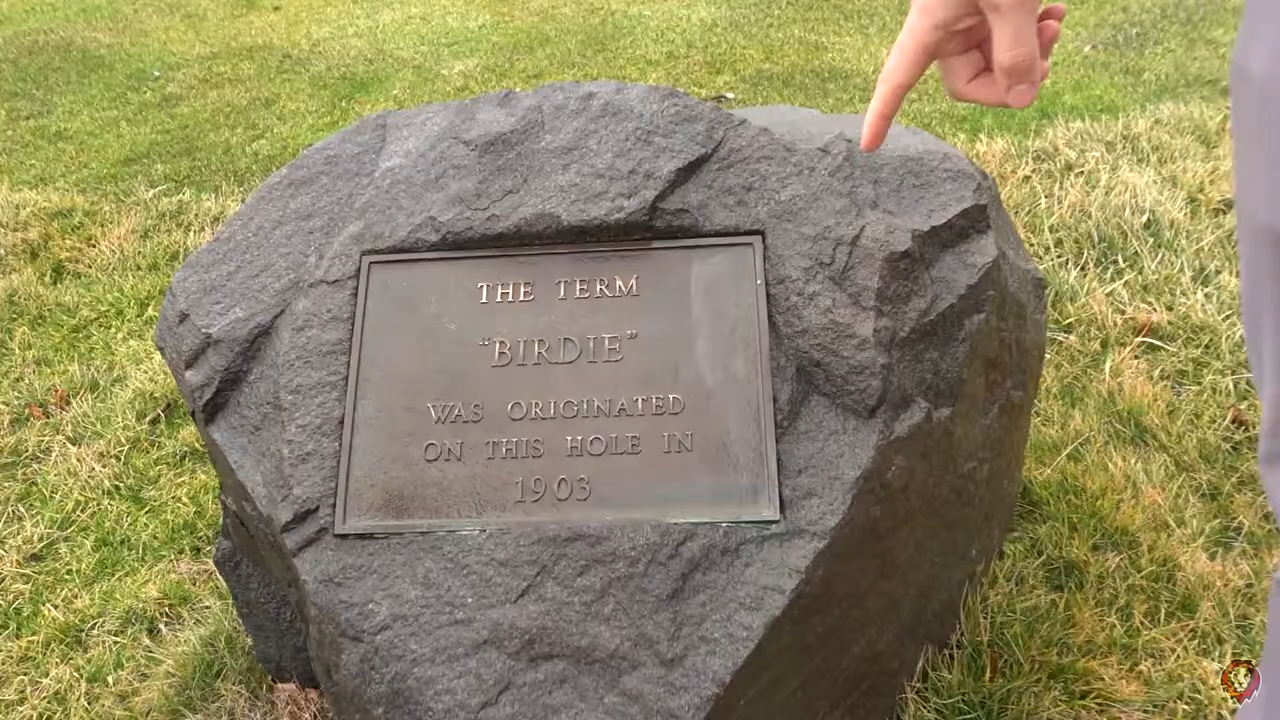 THE TERM
"BIRDIE"
WAS ORIGINATED
ON THIS HOLE IN
1903